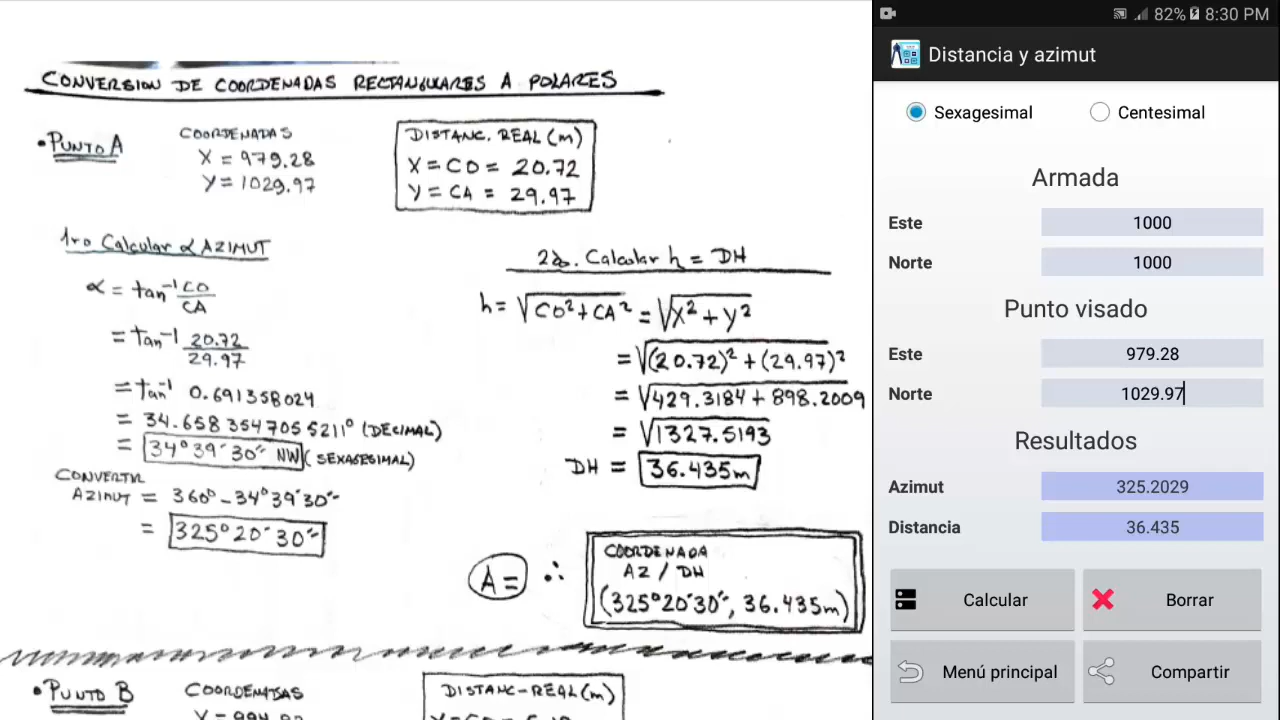 CONVERSION DE COORDENADAS RECTANGULARES A POLARES
• PUNTO A
COORDENADAS
X = 979.28
Y = 1029.97
DISTANC. REAL (m)
X = CO = 20.72
Y = CA = 29.97
1ro Calcular α AZIMUT
α = tan⁻¹ CO/CA
= tan⁻¹ 20.72/29.97
= tan⁻¹ 0.691358024
= 34.6583547055211° (DECIMAL)
= 34°39'30" NW (SEXAGESIMAL)
CONVERTIR
AZIMUT = 360° - 34°39'30"
= 325°20'30"
2do. Calcular h = DH
h = √CO² + CA² = √X² + Y²
= √(20.72)² + (29.97)²
= √429.3184 + 898.2009
= √1327.5193
DH = 36.435m
A = ∴
COORDENADA
AZ / DH
(325°20'30", 36.435m)
• PUNTO B
COORDENADAS
DISTANC-REAL (m)
82% 8:30 PM
Distancia y azimut
Sexagesimal Centesimal
Armada
Este 1000
Norte 1000
Punto visado
Este 979.28
Norte 1029.97
Resultados
Azimut 325.2029
Distancia 36.435
Calcular Borrar
Menú principal Compartir